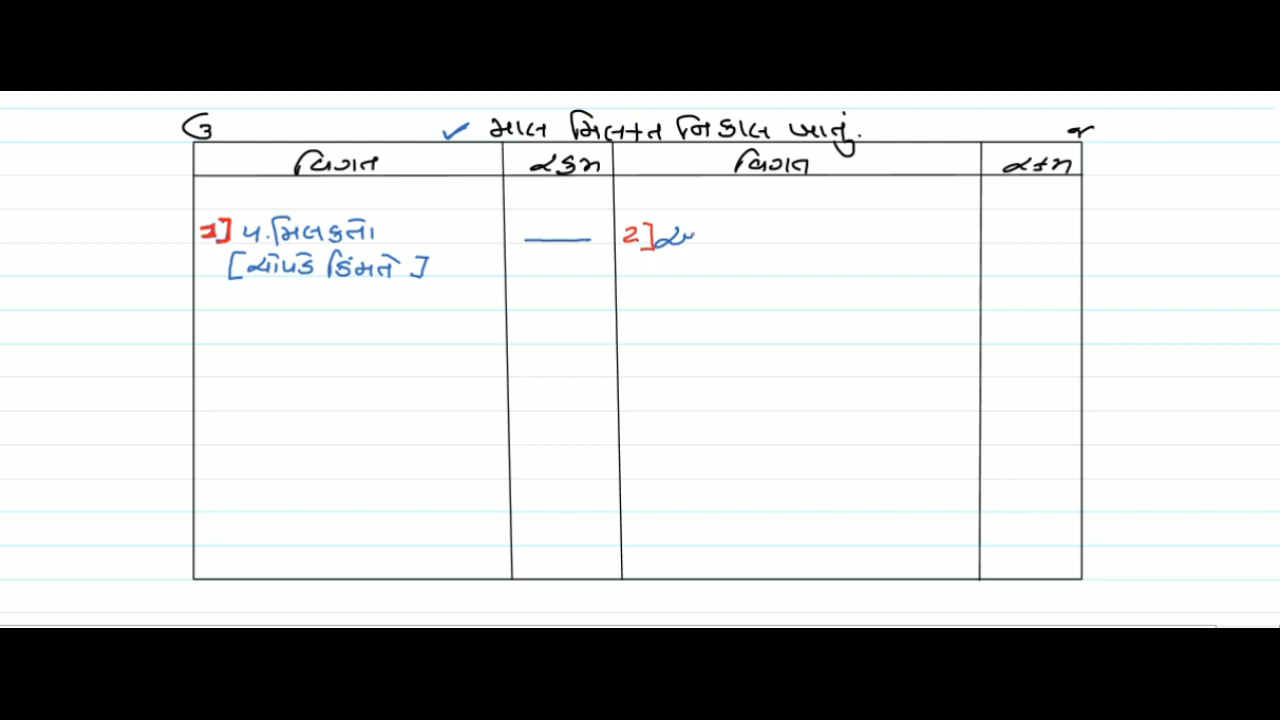 ઉ માલ મિલકત નિકાલ ખાતું. જ
વિગત રકમ વિગત રકમ
1] પ.મિલકતો 2]
[ચોપડે કિંમતે]